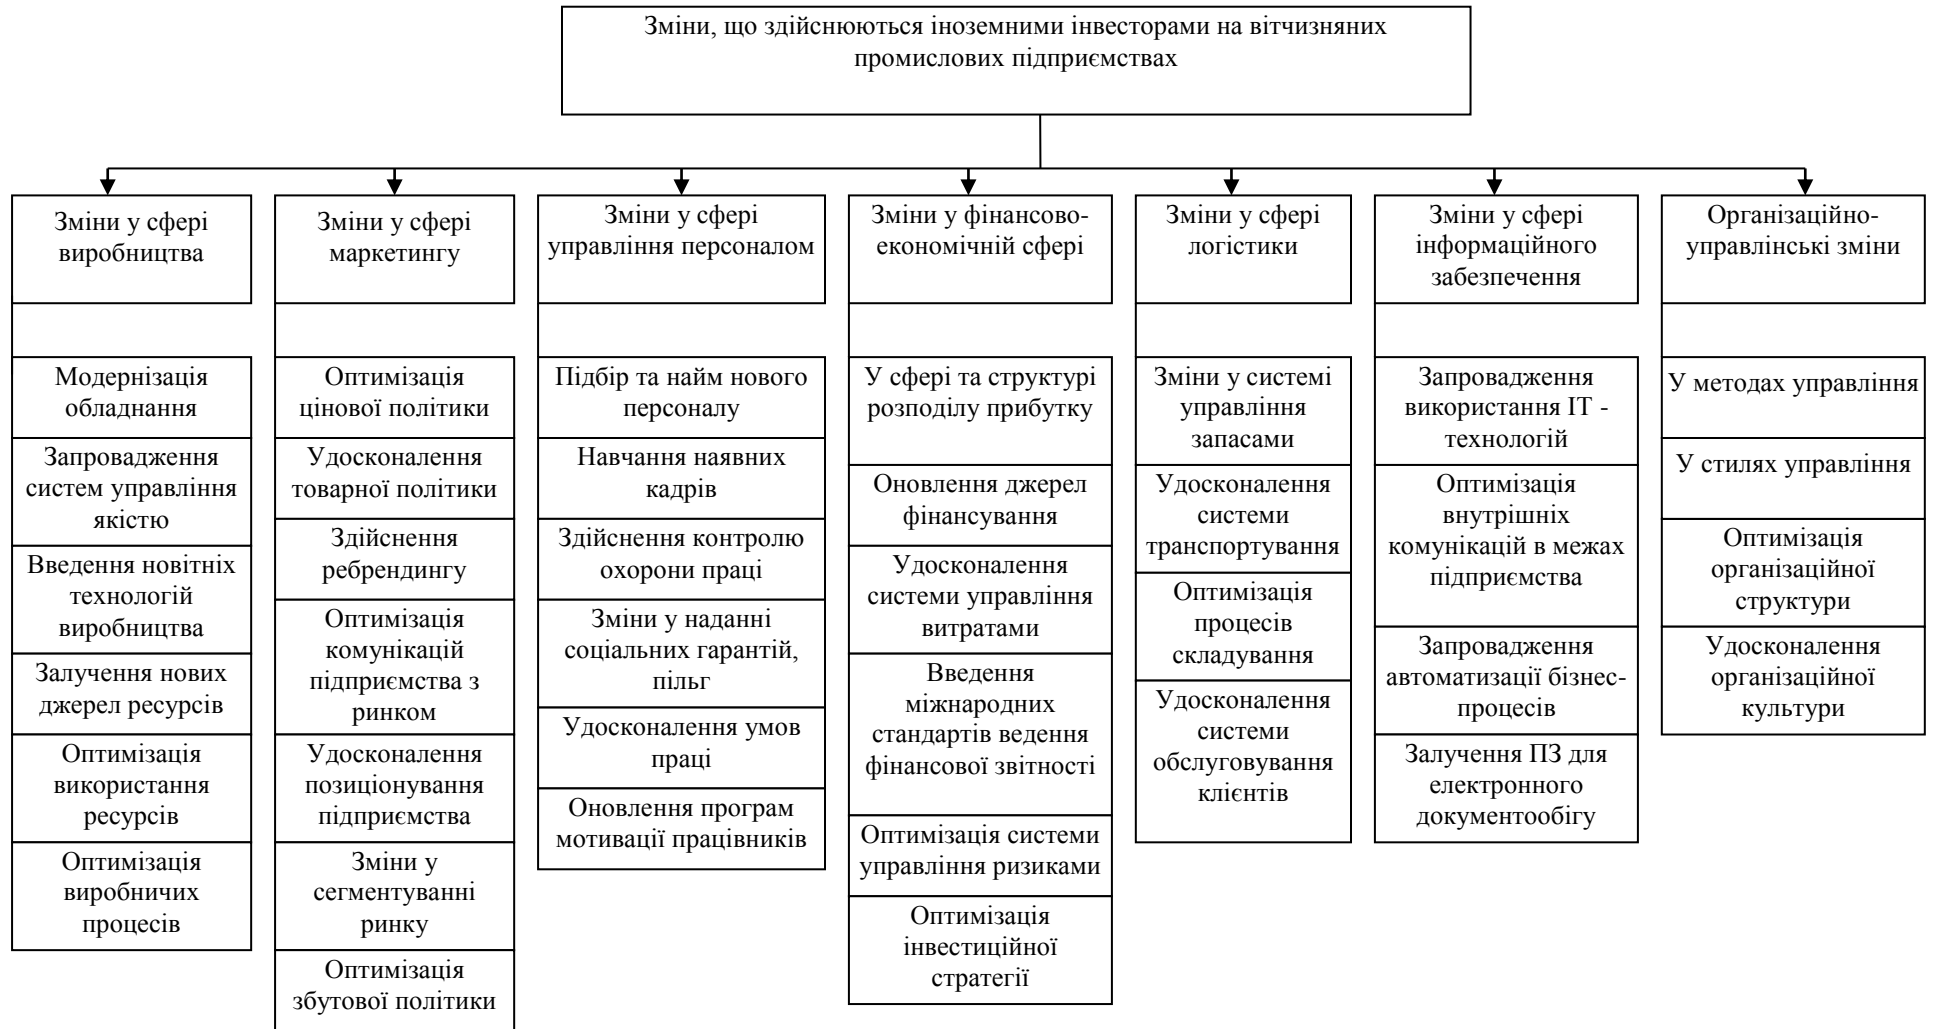 Зміни, що здійснюються іноземними інвесторами на вітчизняних
промислових підприємствах
Зміни у сфері
виробництва
Модернізація
обладнання
Запровадження
систем управління
якістю
Введення новітніх
технологій
виробництва
Залучення нових
джерел ресурсів
Оптимізація
використання
ресурсів
Оптимізація
виробничих
процесів
Зміни у сфері
маркетингу
Оптимізація
цінової політики
Удосконалення
товарної політики
Здійснення
ребрендингу
Оптимізація
комунікацій
підприємства з
ринком
Удосконалення
позиціонування
підприємства
Зміни у
сегментуванні
ринку
Оптимізація
збутової політики
Зміни у сфері
управління персоналом
Підбір та найм нового
персоналу
Навчання наявних
кадрів
Здійснення контролю
охорони праці
Зміни у наданні
соціальних гарантій,
пільг
Удосконалення умов
праці
Оновлення програм
мотивації працівників
Зміни у фінансово-
економічній сфері
У сфері та структурі
розподілу прибутку
Оновлення джерел
фінансування
Удосконалення
системи управління
витратами
Введення
міжнародних
стандартів ведення
фінансової звітності
Оптимізація системи
управління ризиками
Оптимізація
інвестиційної
стратегії
Зміни у сфері
логістики
Зміни у системі
управління
запасами
Удосконалення
системи
транспортування
Оптимізація
процесів
складування
Удосконалення
системи
обслуговування
клієнтів
Зміни у сфері
інформаційного
забезпечення
Запровадження
використання ІТ -
технологій
Оптимізація
внутрішніх
комунікацій в межах
підприємства
Запровадження
автоматизації бізнес-
процесів
Залучення ПЗ для
електронного
документообігу
Організаційно-
управлінські зміни
У методах управління
У стилях управління
Оптимізація
організаційної
структури
Удосконалення
організаційної
культури